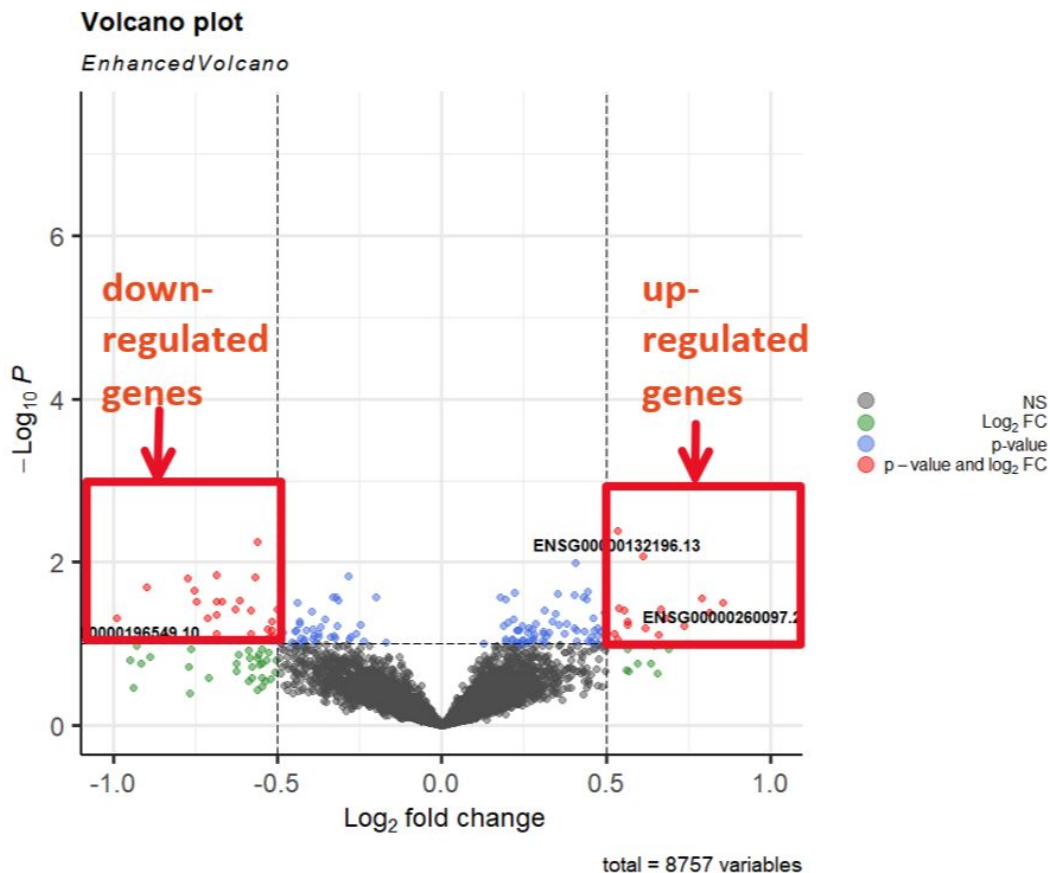 Volcano plot
EnhancedVolcano
down-
regulated
genes
up-
regulated
genes
−Log10 P
6
4
2
0
ENSG00000132196.13
ENSG00000260097.2
0000196549.10
NS
Log2 FC
p-value
p − value and log2 FC
-1.0
-0.5
0.0
0.5
1.0
Log2 fold change
total = 8757 variables